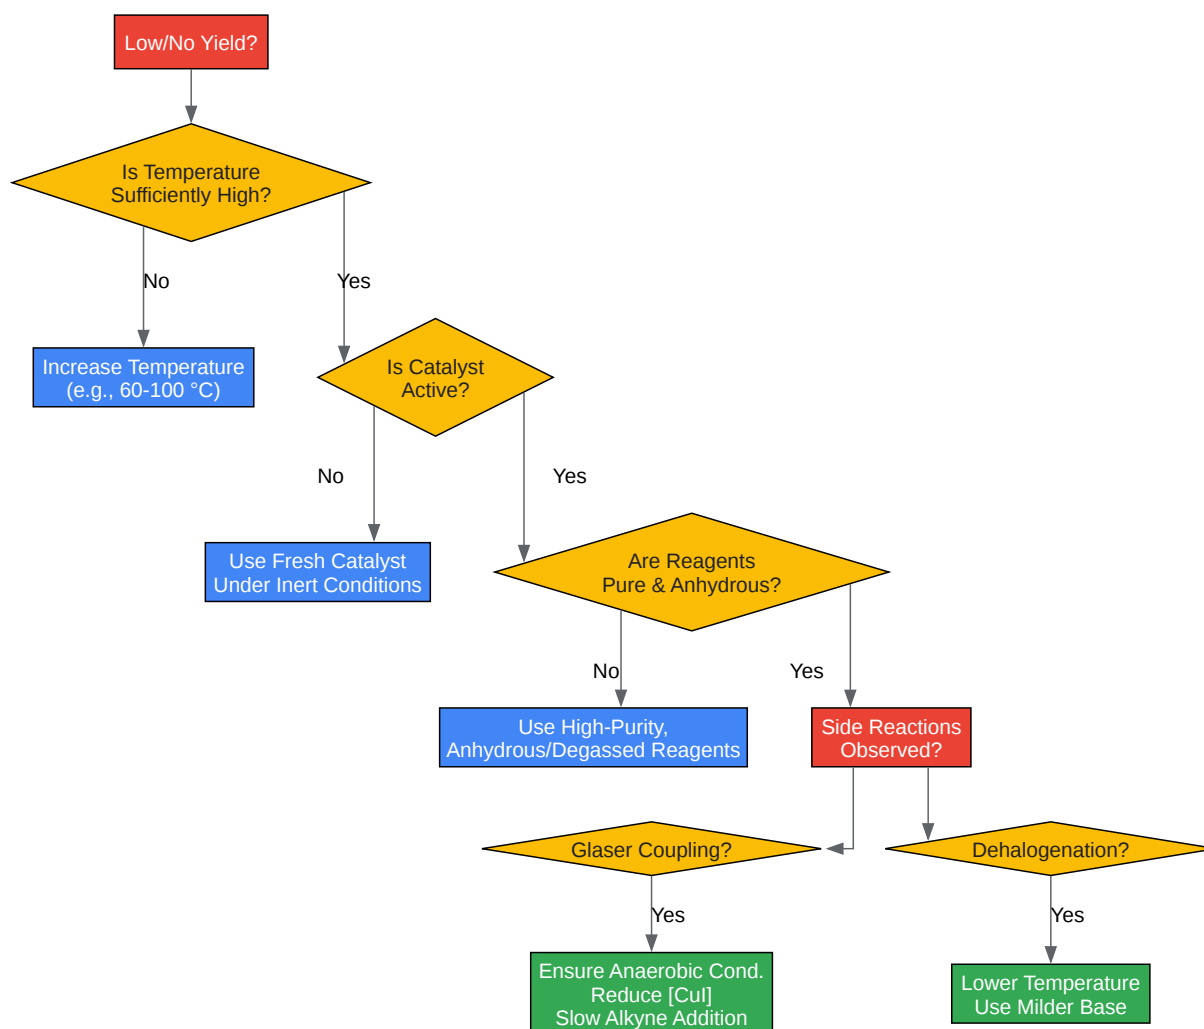 Low/No Yield?
Is Temperature
Sufficiently High?
No
Yes
Increase Temperature
(e.g., 60-100 °C)
Is Catalyst
Active?
No
Yes
Use Fresh Catalyst
Under Inert Conditions
Are Reagents
Pure & Anhydrous?
No
Yes
Use High-Purity,
Anhydrous/Degassed Reagents
Side Reactions
Observed?
Glaser Coupling?
Dehalogenation?
Yes
Yes
Ensure Anaerobic Cond.
Reduce [CuI]
Slow Alkyne Addition
Lower Temperature
Use Milder Base